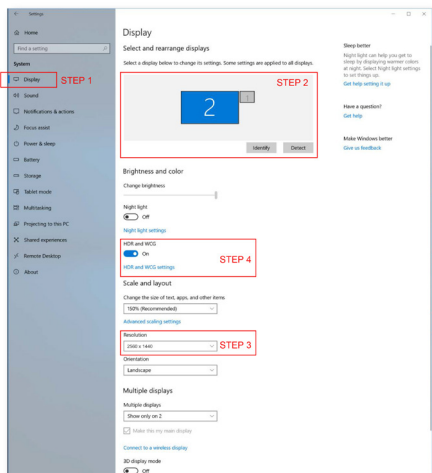 Settings
Home
Find a setting
System
Display
STEP 1
Sound
Notifications & actions
Focus assist
Power & sleep
Battery
Storage
Tablet mode
Multitasking
Projecting to this PC
Shared experiences
Remote Desktop
About
Display
Select and rearrange displays
Select a display below to change its settings. Some settings are applied to all displays.
STEP 2
2
1
Identify
Detect
Brightness and color
Change brightness
Night light
Off
Night light settings
HDR and WCG
On
STEP 4
HDR and WCG settings
Scale and layout
Change the size of text, apps, and other items
150% (Recommended)
Advanced scaling settings
Resolution
2560 x 1440
STEP 3
Orientation
Landscape
Multiple displays
Multiple displays
Show only on 2
Make this my main display
Connect to a wireless display
3D display mode
Off
Sleep better
Night light can help you get to
sleep by displaying warmer colors
at night. Select Night light settings
to set things up.
Get help setting it up
Have a question?
Get help
Make Windows better
Give us feedback